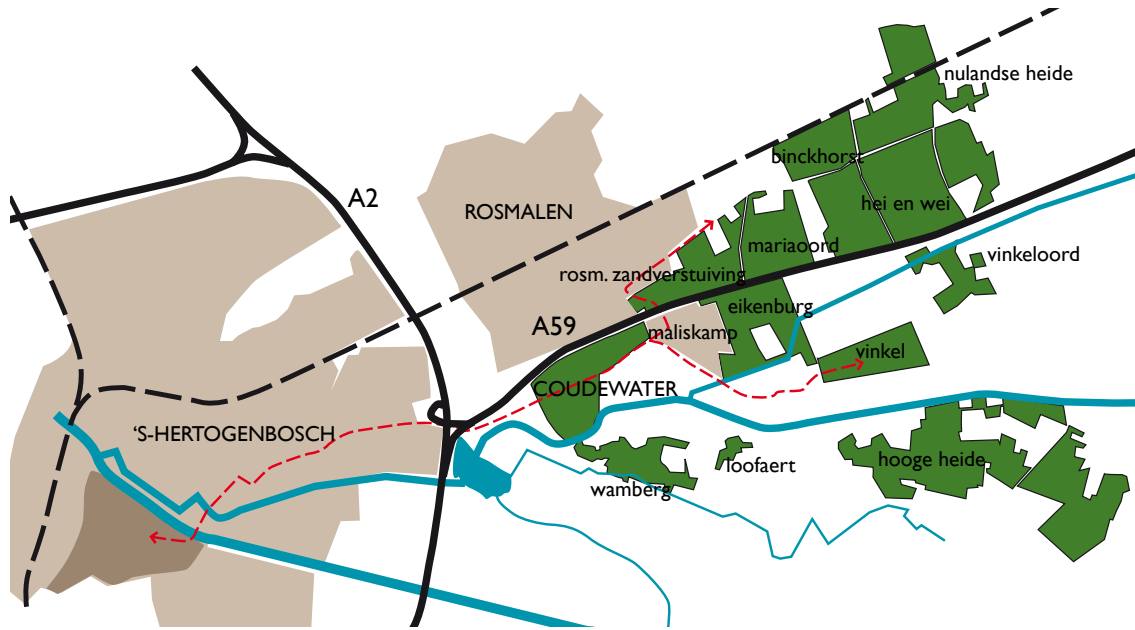 nulandse heide
binckhorst
A2
hei en wei
ROSMALEN
mariaoord
vinkeloord
rosm. zandverstuiving
eikenburg
A59
maliskamp
vinkel
COUDEWATER
'S-HERTOGENBOSCH
hooge heide
loofaert
wamberg